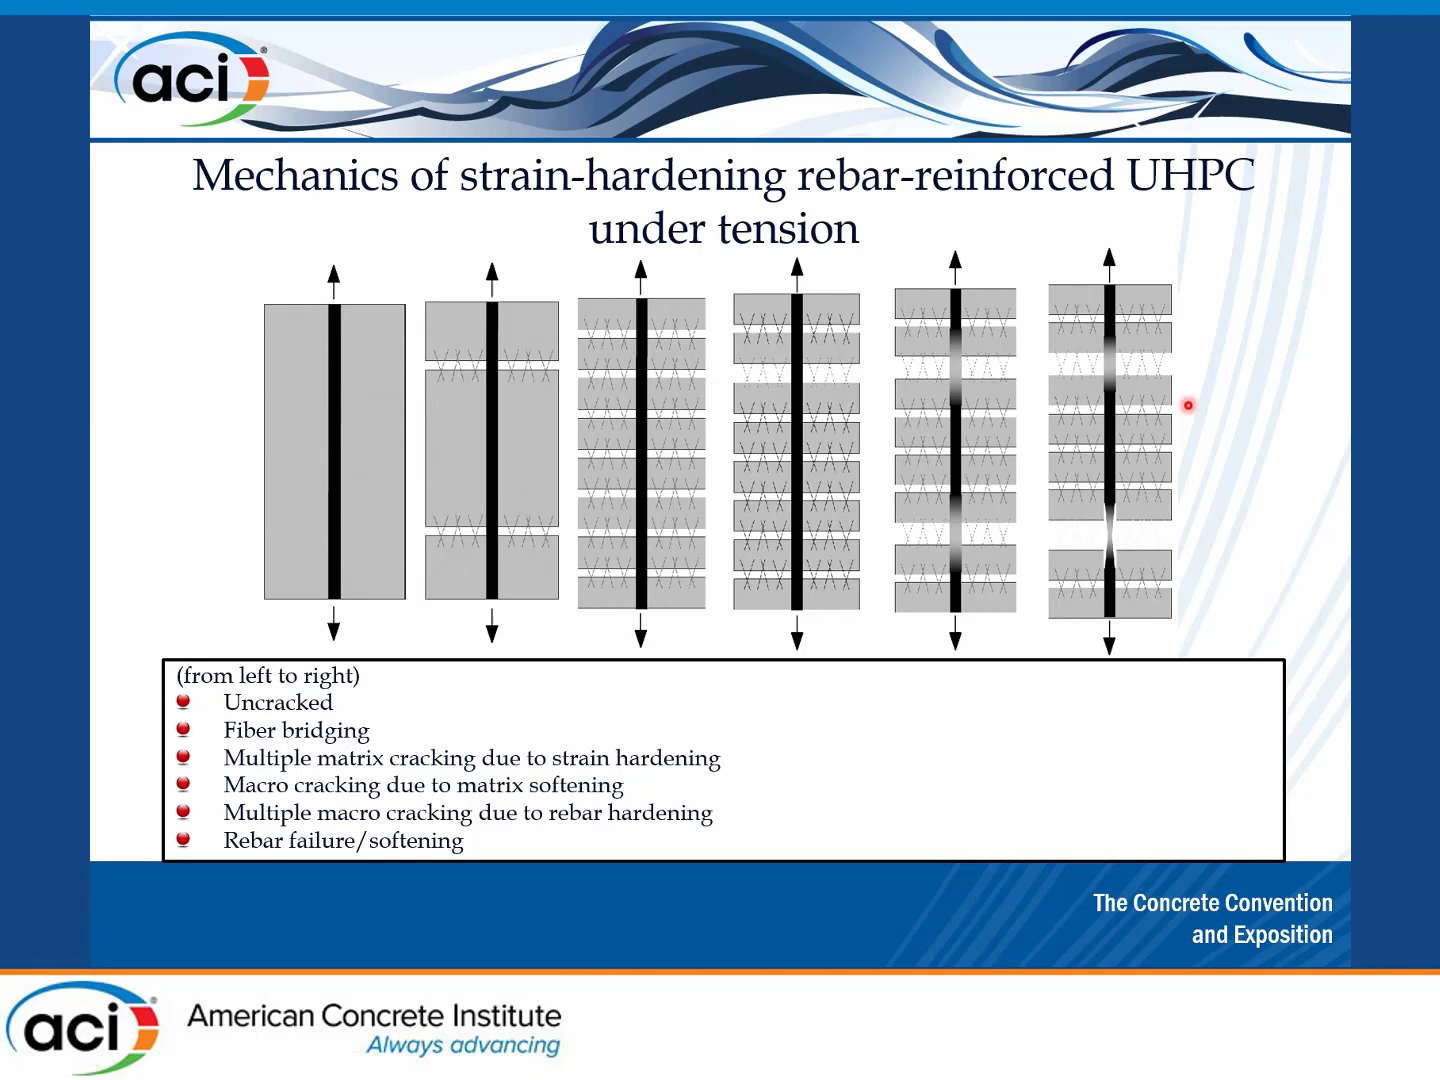 aci®
Mechanics of strain-hardening rebar-reinforced UHPC
under tension
(from left to right)
Uncracked
Fiber bridging
Multiple matrix cracking due to strain hardening
Macro cracking due to matrix softening
Multiple macro cracking due to rebar hardening
Rebar failure/softening
The Concrete Convention
and Exposition
aci®
American Concrete Institute
Always advancing